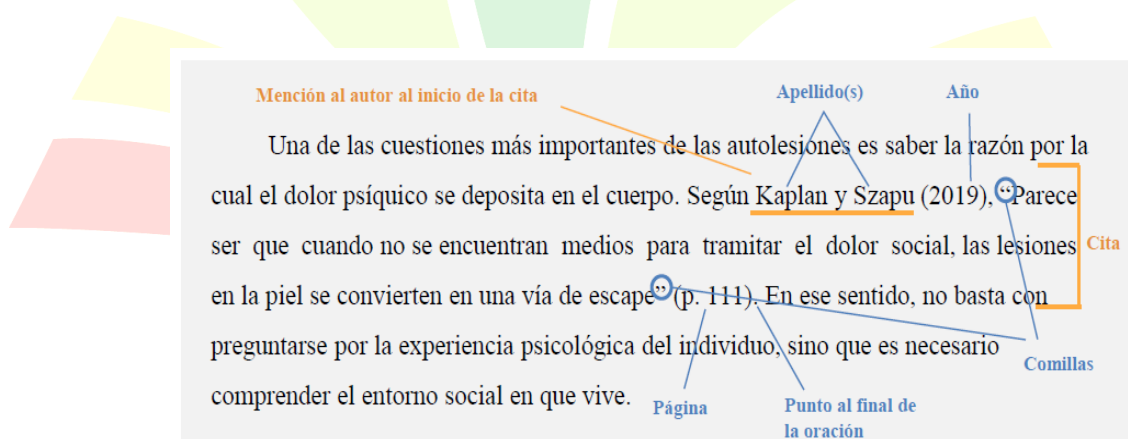 Mención al autor al inicio de la cita
Apellido(s)
Año
Una de las cuestiones más importantes de las autolesiones es saber la razón por la
cual el dolor psíquico se deposita en el cuerpo. Según Kaplan y Szapu (2019), “Parece
ser que cuando no se encuentran medios para tramitar el dolor social, las lesiones
Cita
en la piel se convierten en una vía de escape” (p. 111). En ese sentido, no basta con
preguntarse por la experiencia psicológica del individuo, sino que es necesario
Comillas
comprender el entorno social en que vive.
Página
Punto al final de
la oración